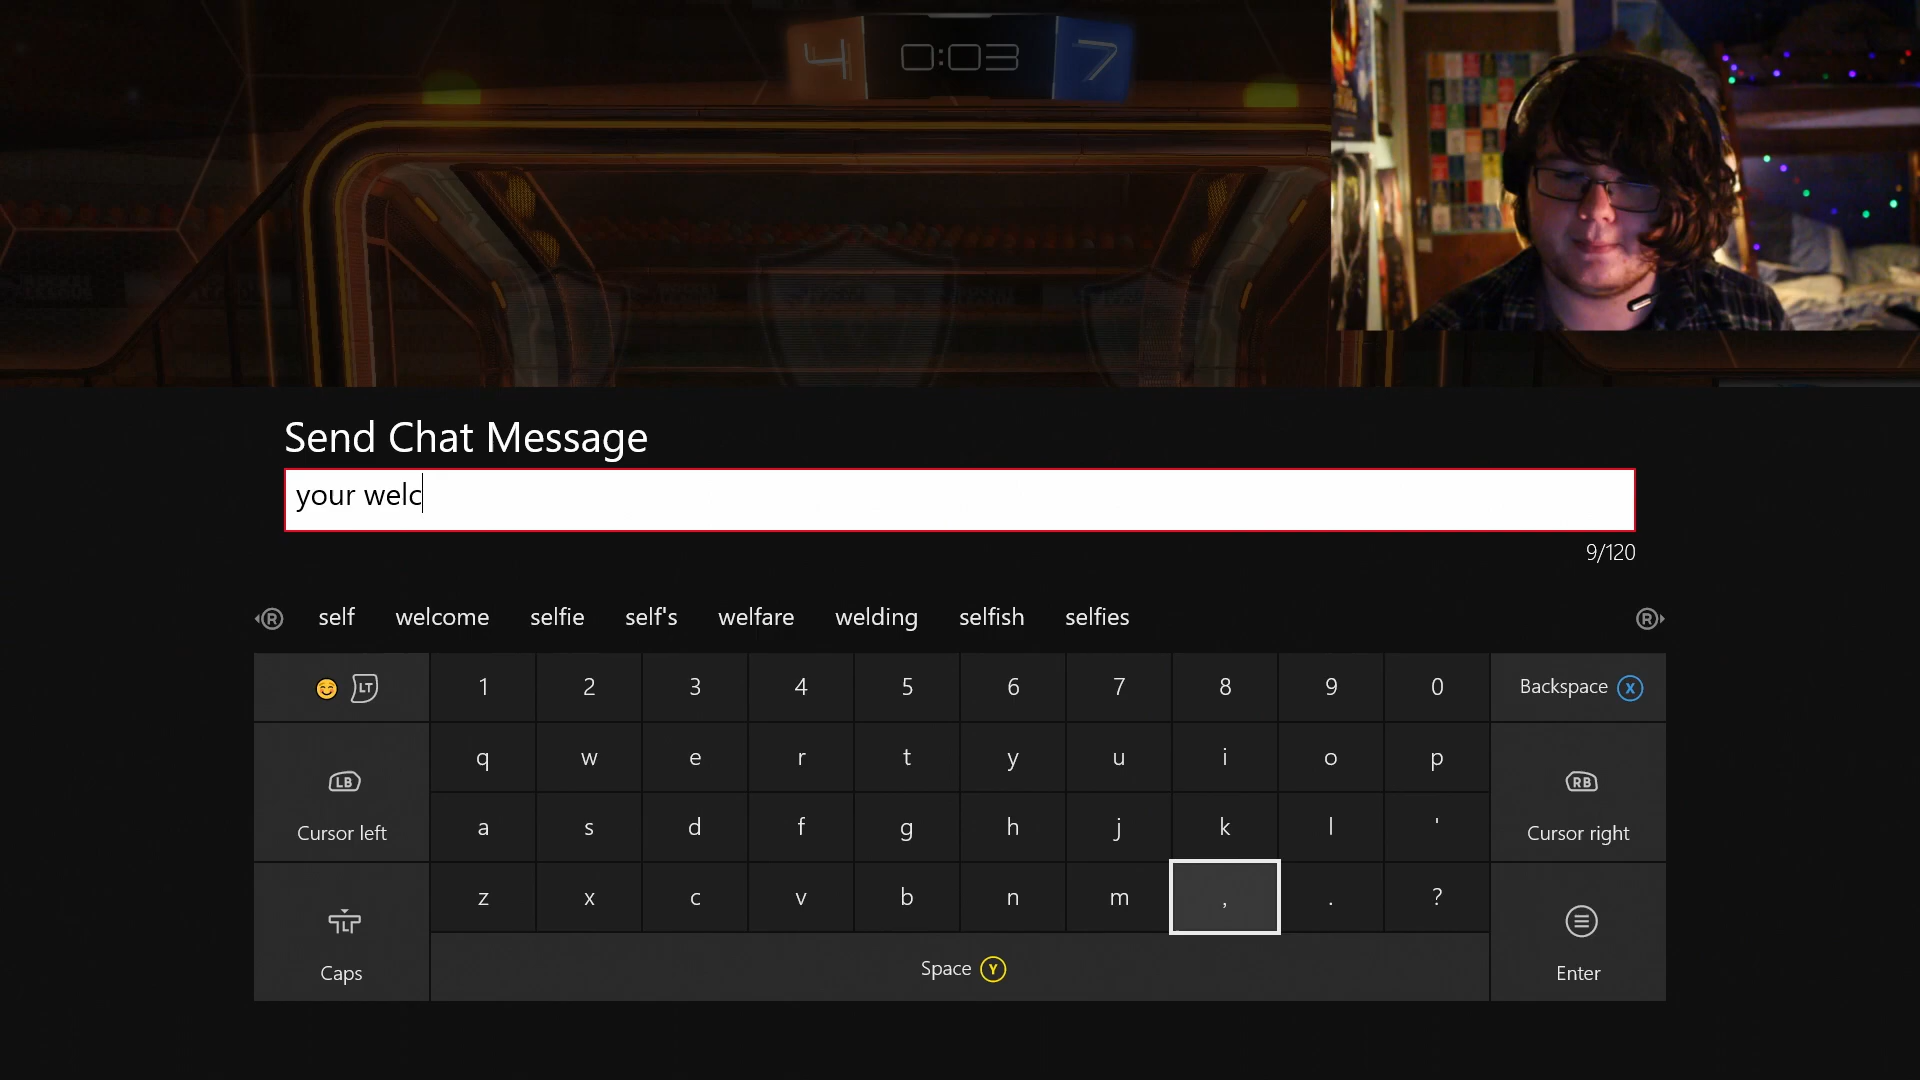 4 0:03 7
Send Chat Message
your welc
9/120
R self welcome selfie self's welfare welding selfish selfies R
😊 LT 1 2 3 4 5 6 7 8 9 0 Backspace X
q w e r t y u i o p
LB RB
Cursor left a s d f g h j k l ' Cursor right
z x c v b n m , . ?
LT
Caps Space Y Enter